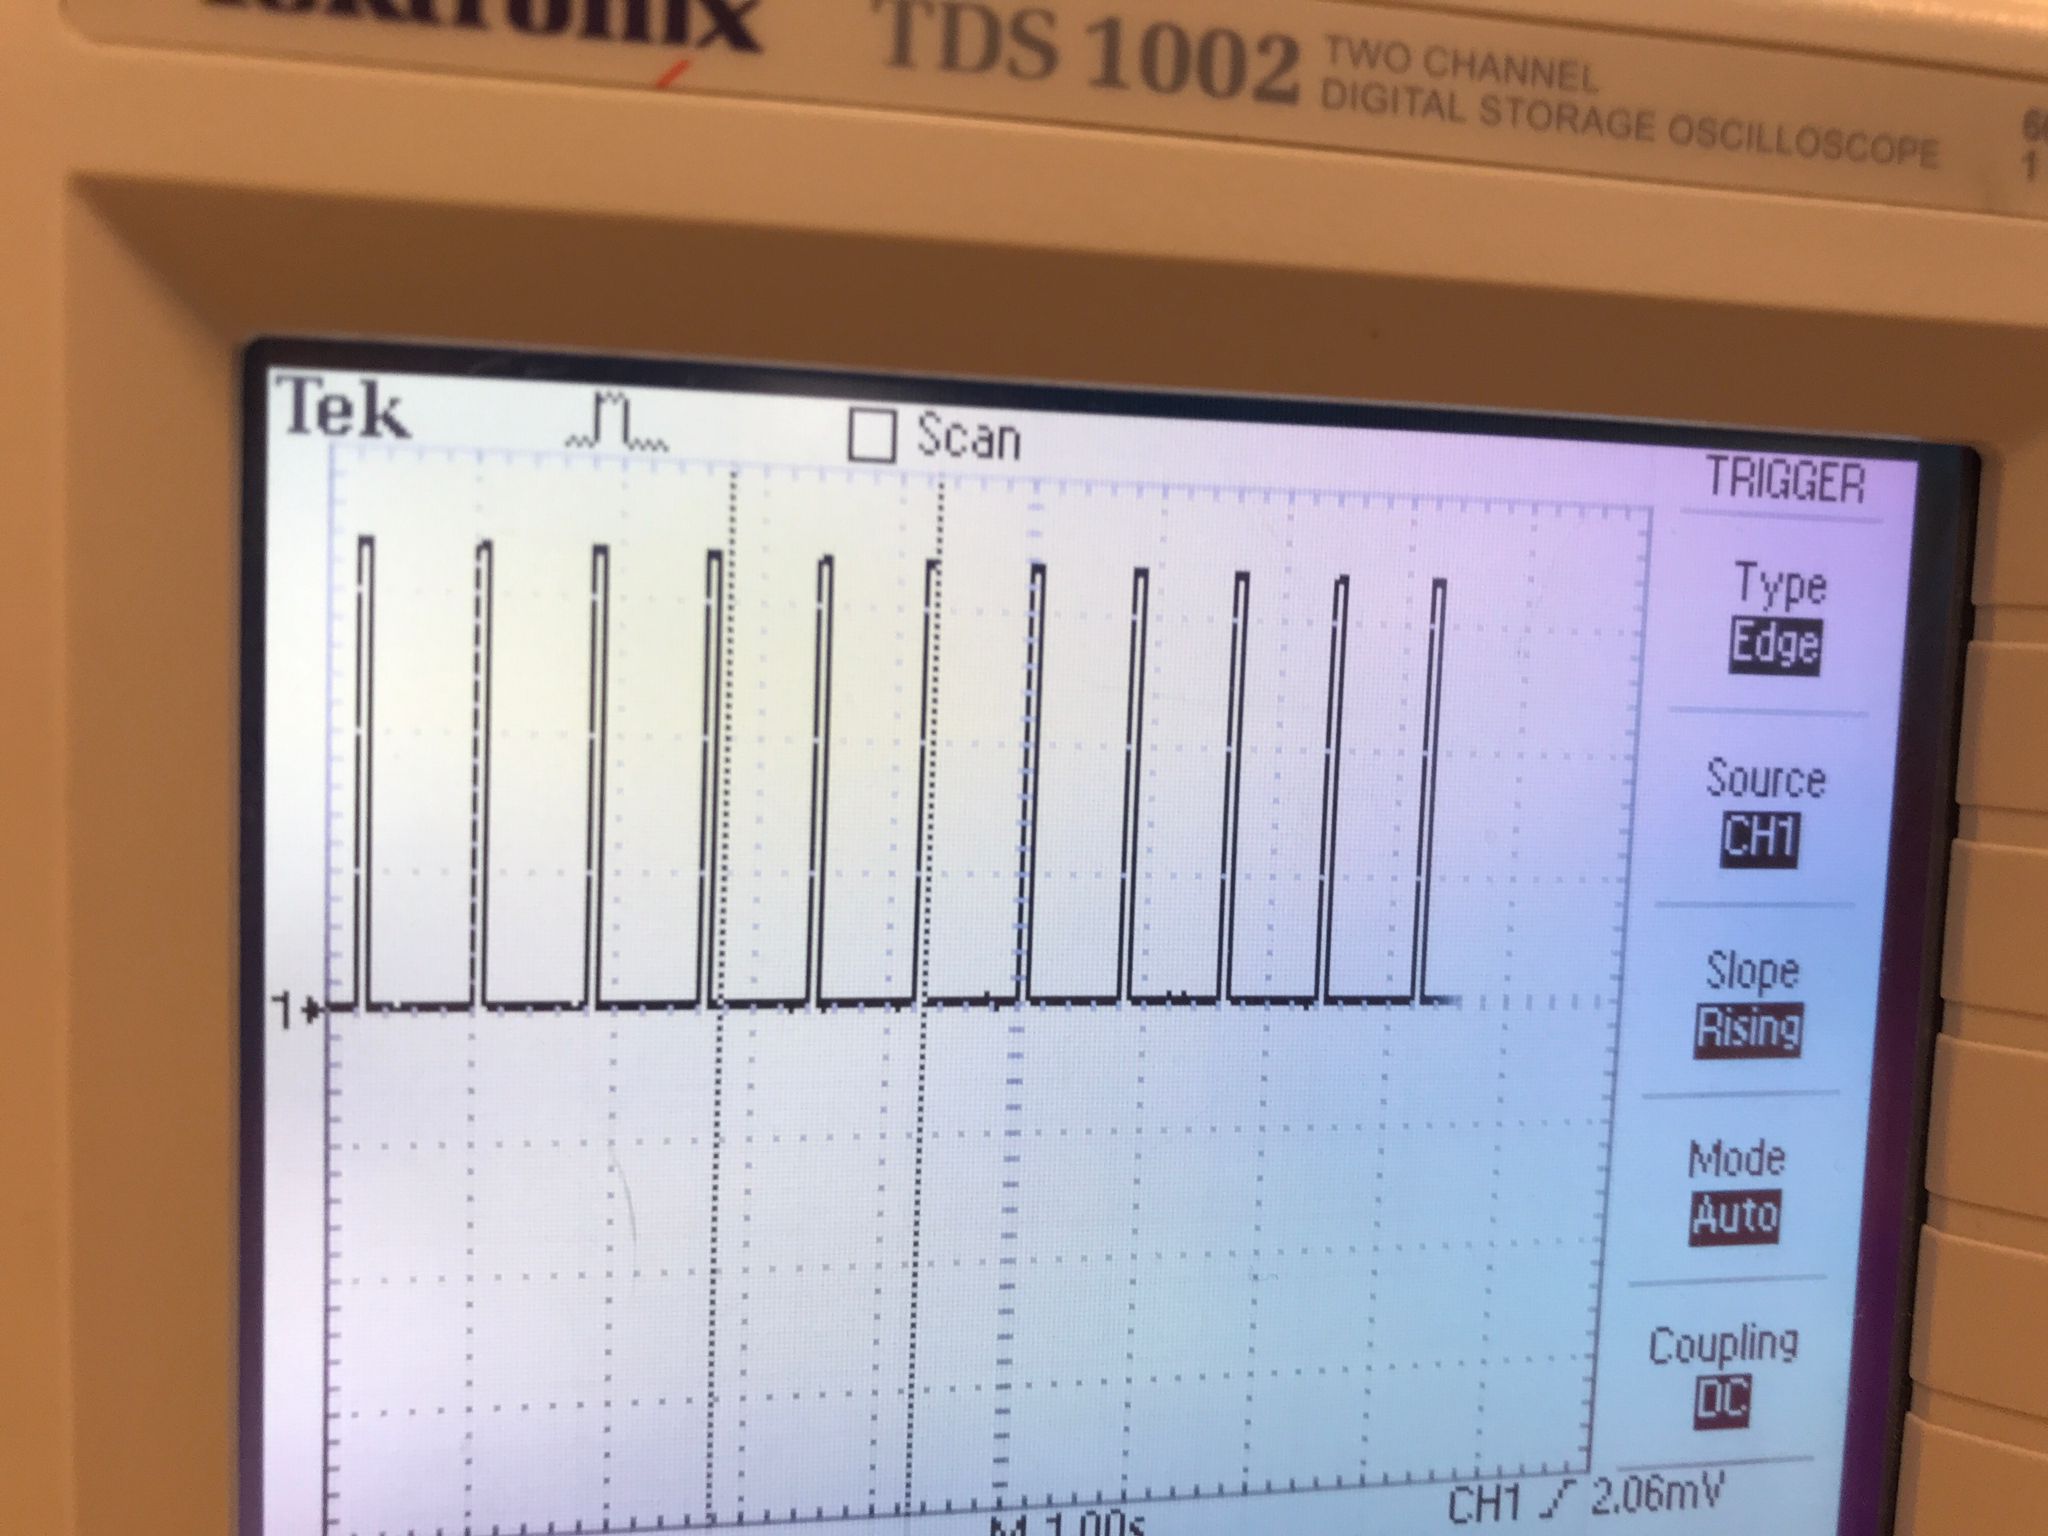 Tektronix
TDS 1002 TWO CHANNEL
DIGITAL STORAGE OSCILLOSCOPE
Tek
Scan
TRIGGER
Type
Edge
Source
CH1
Slope
Rising
Mode
Auto
Coupling
DC
1
M 1.00s
CH1 2.06mV